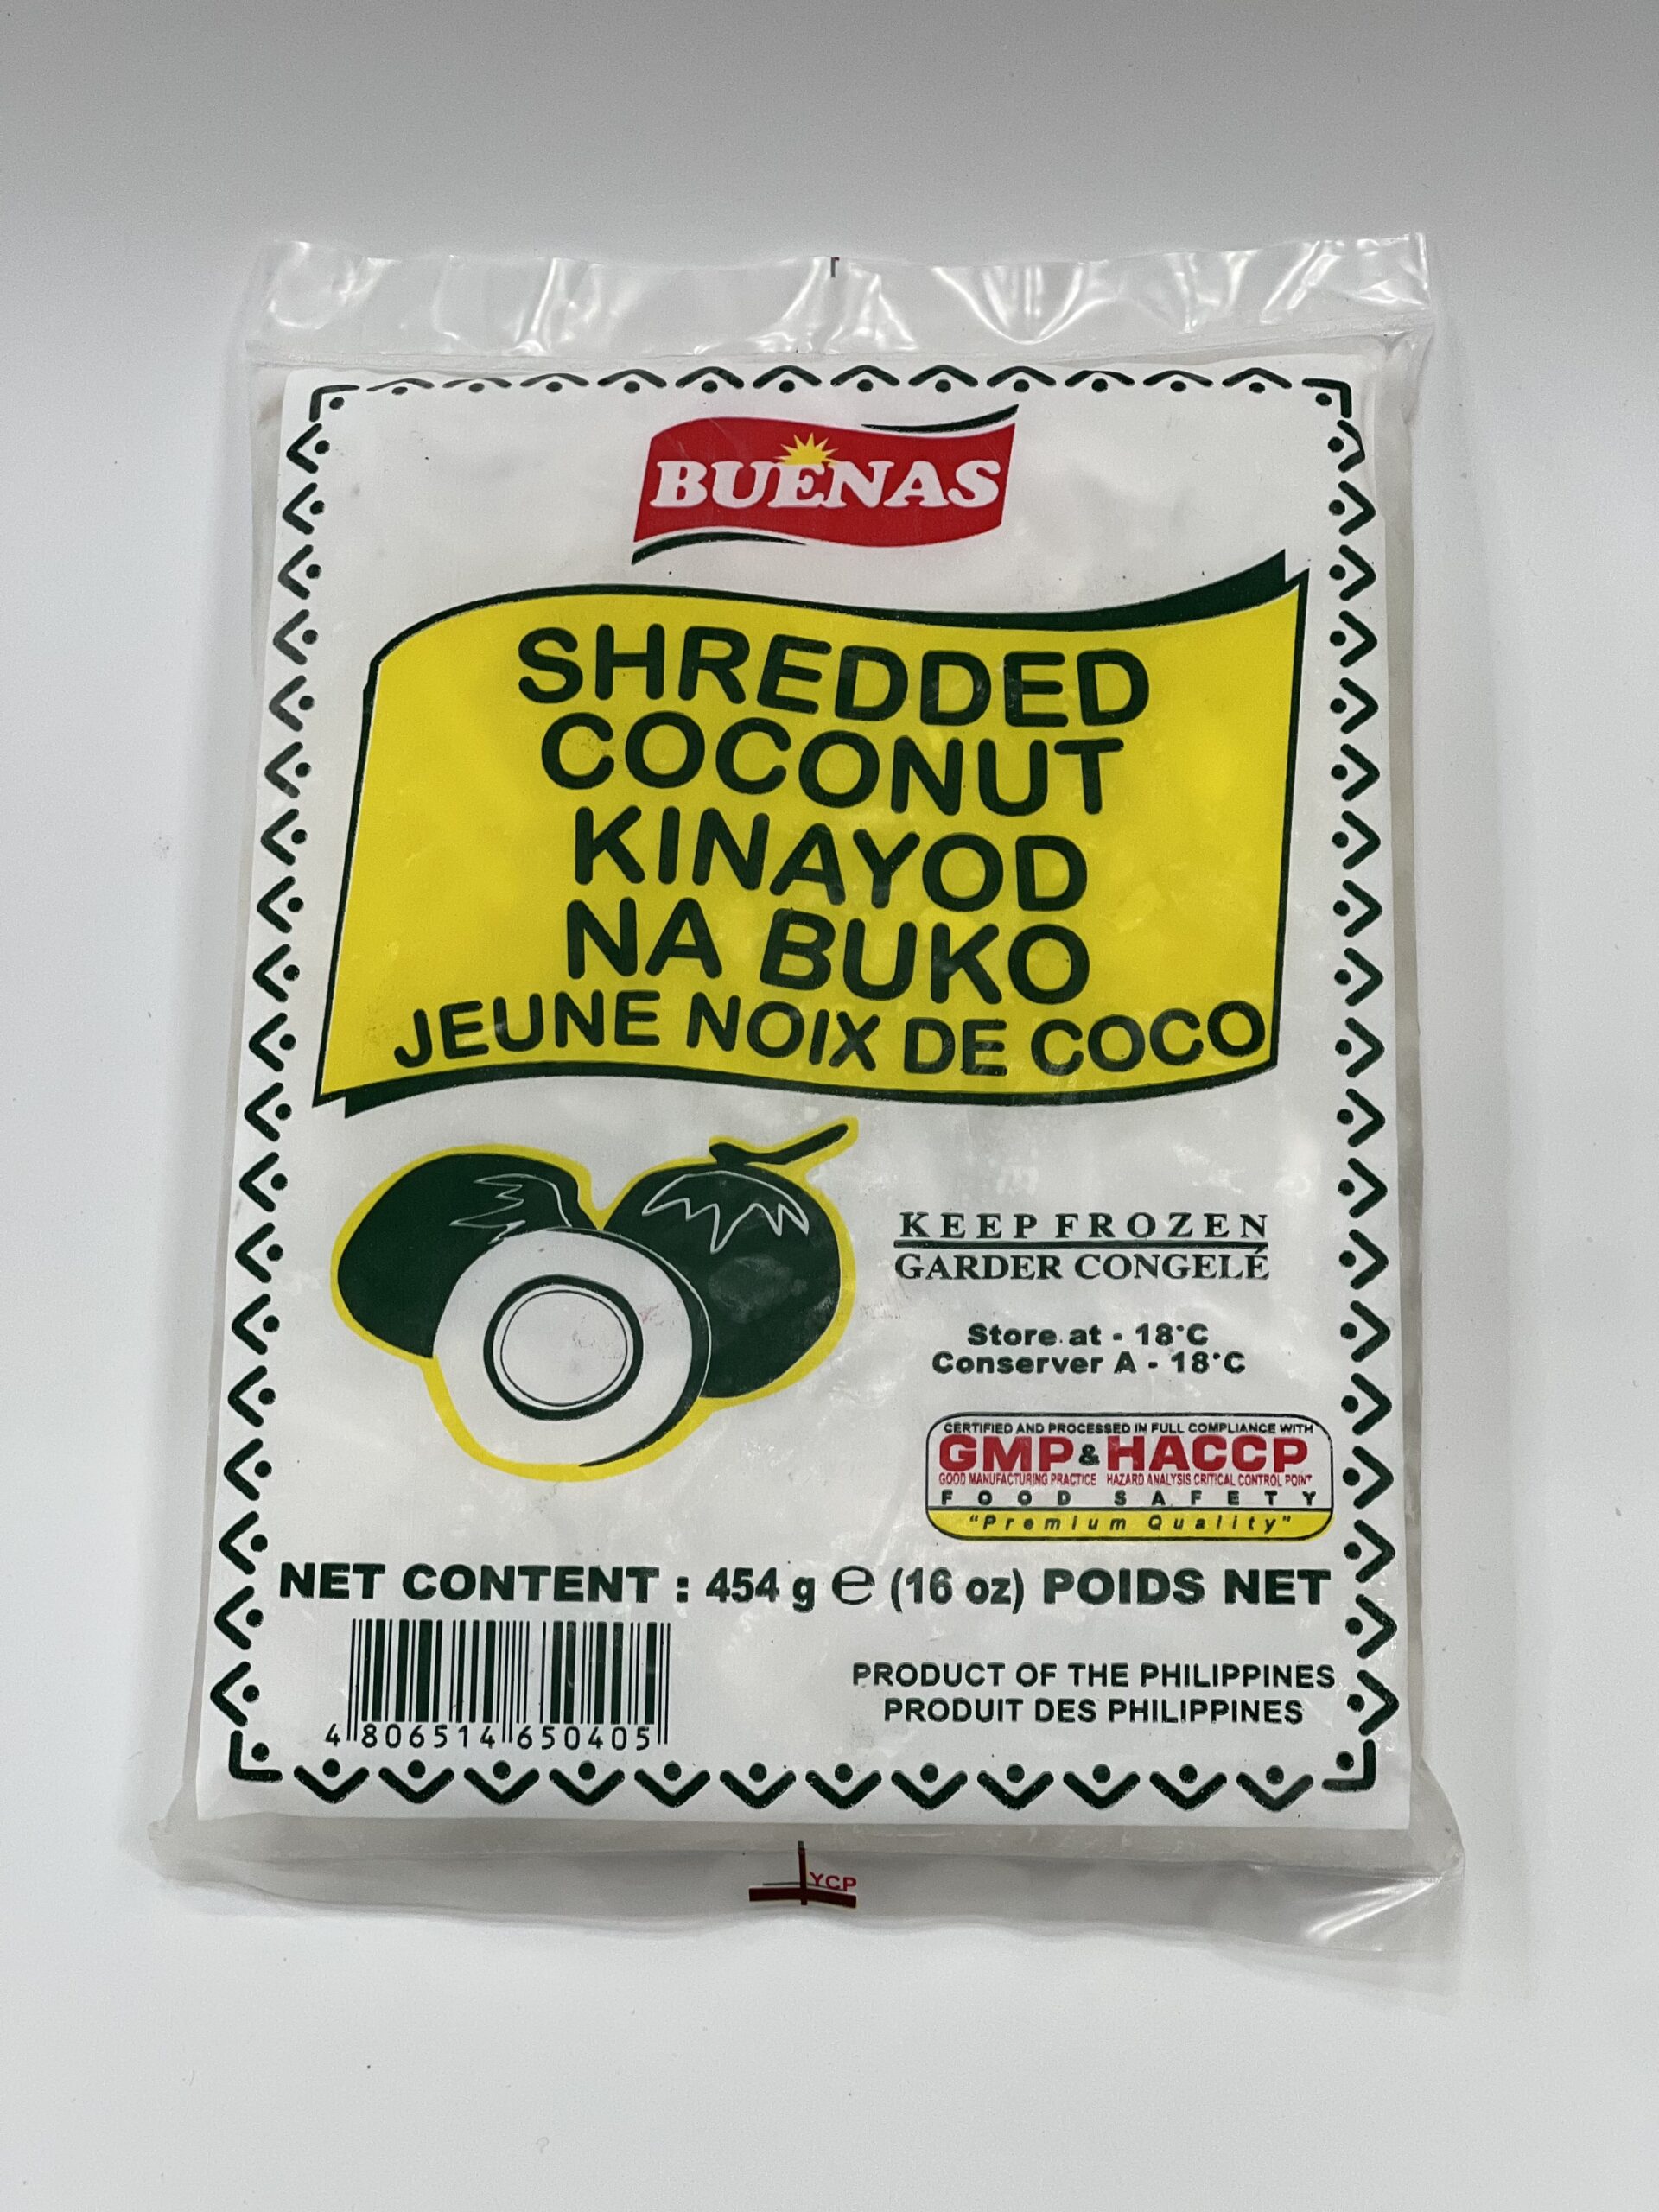 BUENAS
SHREDDED
COCONUT
KINAYOD
NA BUKO
JEUNE NOIX DE COCO
KEEP FROZEN
GARDER CONGELÉ
Store at - 18°C
Conserver A - 18°C
CERTIFIED AND PROCESSED IN FULL COMPLIANCE WITH
GMP & HACCP
GOOD MANUFACTURING PRACTICE HAZARD ANALYSIS CRITICAL CONTROL POINT
FOOD SAFETY
"Premium Quality"
NET CONTENT : 454 g ℮ (16 oz) POIDS NET
4 806514 650405
PRODUCT OF THE PHILIPPINES
PRODUIT DES PHILIPPINES
YCP